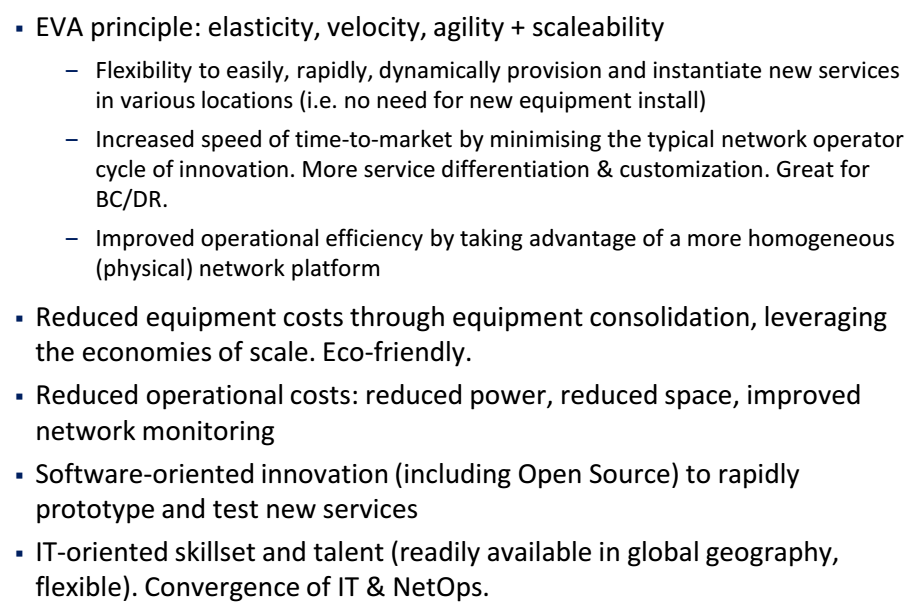 ▪ EVA principle: elasticity, velocity, agility + scaleability
– Flexibility to easily, rapidly, dynamically provision and instantiate new services
in various locations (i.e. no need for new equipment install)
– Increased speed of time-to-market by minimising the typical network operator
cycle of innovation. More service differentiation & customization. Great for
BC/DR.
– Improved operational efficiency by taking advantage of a more homogeneous
(physical) network platform
▪ Reduced equipment costs through equipment consolidation, leveraging
the economies of scale. Eco-friendly.
▪ Reduced operational costs: reduced power, reduced space, improved
network monitoring
▪ Software-oriented innovation (including Open Source) to rapidly
prototype and test new services
▪ IT-oriented skillset and talent (readily available in global geography,
flexible). Convergence of IT & NetOps.